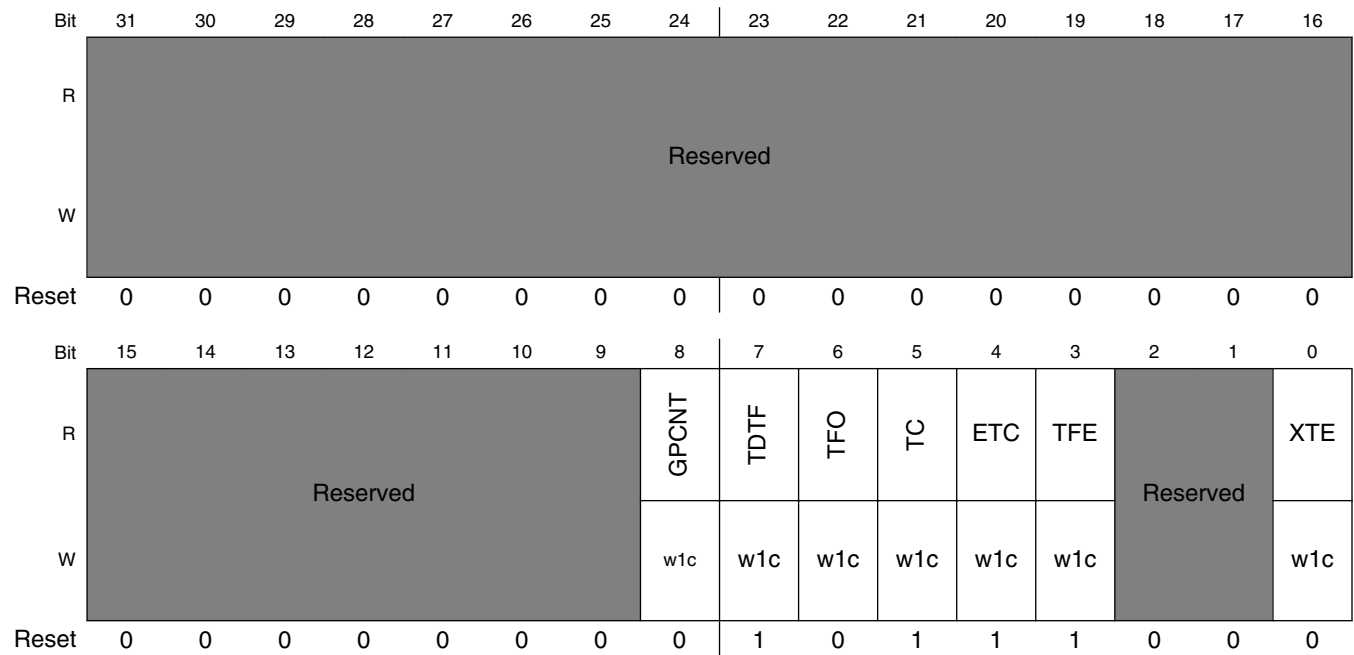 Bit 31 30 29 28 27 26 25 24 23 22 21 20 19 18 17 16
R
Reserved
W
Reset 0 0 0 0 0 0 0 0 0 0 0 0 0 0 0 0
Bit 15 14 13 12 11 10 9 8 7 6 5 4 3 2 1 0
R GPCNT TDTF TFO TC ETC TFE XTE
Reserved Reserved
W w1c w1c w1c w1c w1c w1c w1c
Reset 0 0 0 0 0 0 0 0 1 0 1 1 1 0 0 0